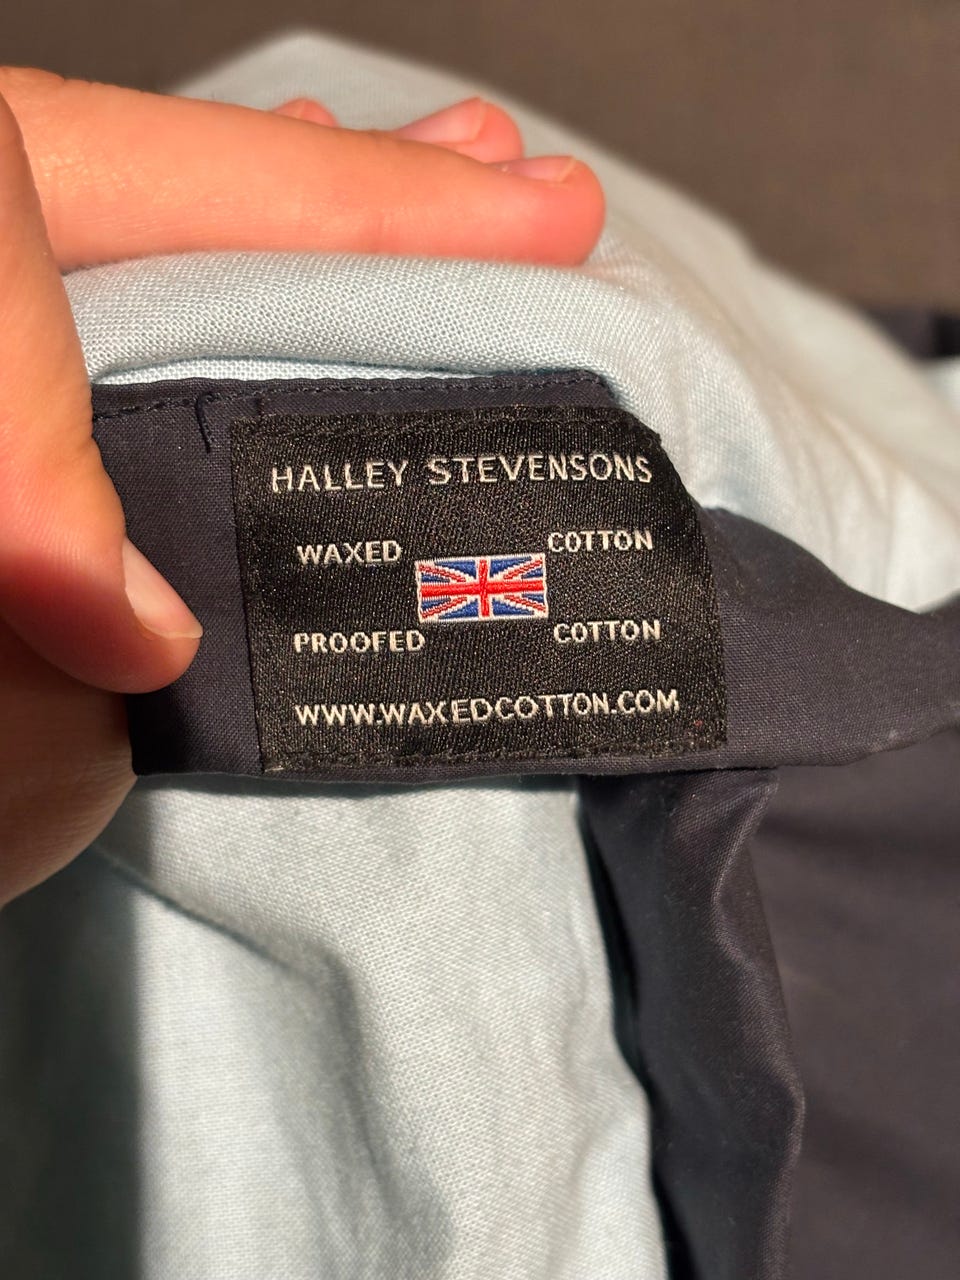 HALLEY STEVENSONS
WAXED COTTON
PROOFED COTTON
WWW.WAXEDCOTTON.COM